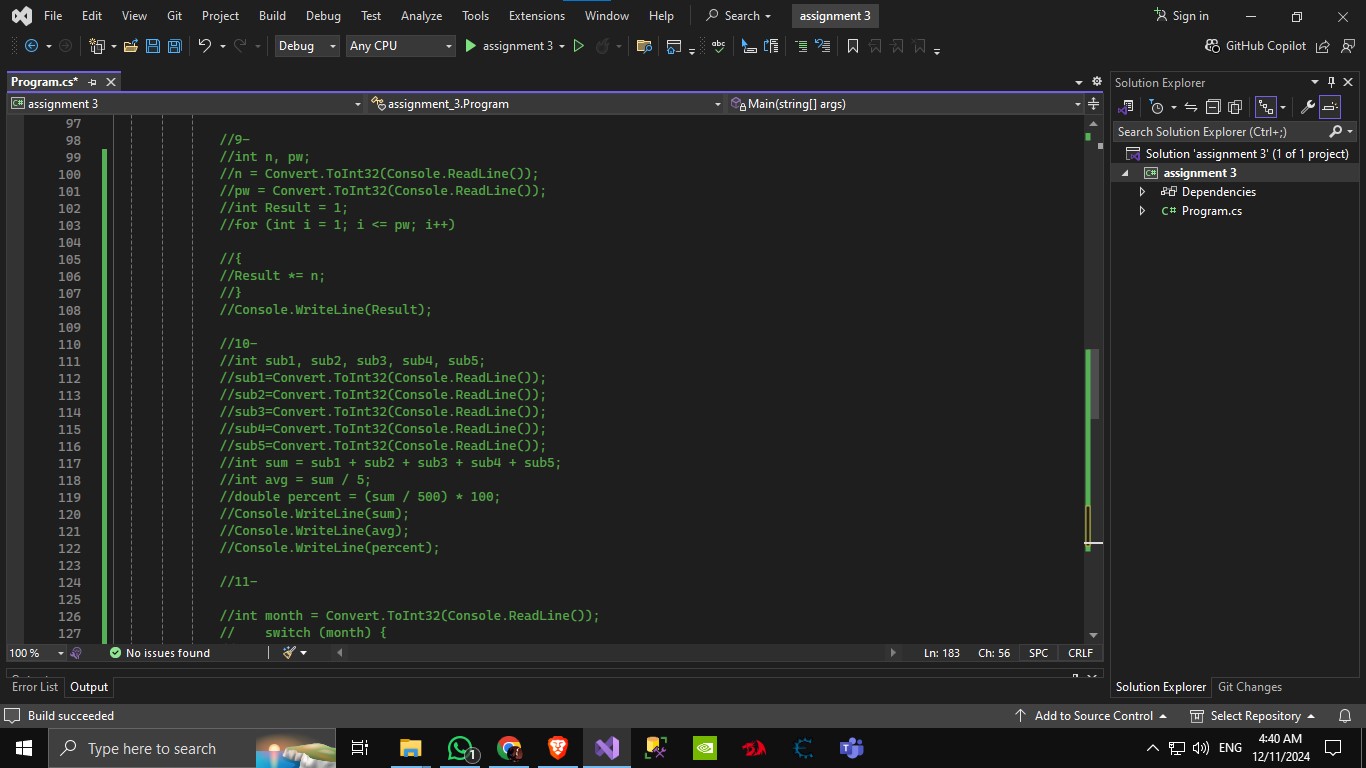 File Edit View Git Project Build Debug Test Analyze Tools Extensions Window Help Search assignment 3 Sign in
Debug Any CPU assignment 3 GitHub Copilot
Program.cs*
assignment 3 assignment_3.Program Main(string[] args)
97
98 //9-
99 //int n, pw;
100 //n = Convert.ToInt32(Console.ReadLine());
101 //pw = Convert.ToInt32(Console.ReadLine());
102 //int Result = 1;
103 //for (int i = 1; i <= pw; i++)
104
105 //{
106 //Result *= n;
107 //}
108 //Console.WriteLine(Result);
109
110 //10-
111 //int sub1, sub2, sub3, sub4, sub5;
112 //sub1=Convert.ToInt32(Console.ReadLine());
113 //sub2=Convert.ToInt32(Console.ReadLine());
114 //sub3=Convert.ToInt32(Console.ReadLine());
115 //sub4=Convert.ToInt32(Console.ReadLine());
116 //sub5=Convert.ToInt32(Console.ReadLine());
117 //int sum = sub1 + sub2 + sub3 + sub4 + sub5;
118 //int avg = sum / 5;
119 //double percent = (sum / 500) * 100;
120 //Console.WriteLine(sum);
121 //Console.WriteLine(avg);
122 //Console.WriteLine(percent);
123
124 //11-
125
126 //int month = Convert.ToInt32(Console.ReadLine());
127 //    switch (month) {
100 % No issues found Ln: 183 Ch: 56 SPC CRLF
Error List Output
Solution Explorer
Search Solution Explorer (Ctrl+;)
Solution 'assignment 3' (1 of 1 project)
assignment 3
Dependencies
C# Program.cs
Solution Explorer Git Changes
Build succeeded Add to Source Control Select Repository
Type here to search 1 ENG 4:40 AM
12/11/2024